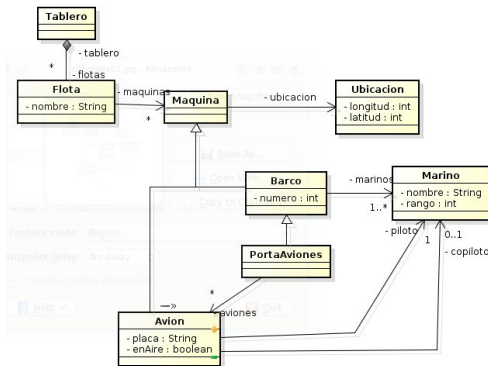 Tablero
- tablero
*
- flotas
Flota
- nombre : String
- maquinas
*
Maquina
- ubicacion
Ubicacion
- longitud : int
- latitud : int
Save As...
Barco
- numero : int
- marinos
1..*
Marino
- nombre : String
- rango : int
Copy to C
Capture mode:
Region
Snapshot delay:
No delay
- piloto
1
0..1
- copiloto
PortaAviones
*
- aviones
Help
Quit
—»
Avion
- placa : String
- enAire : boolean